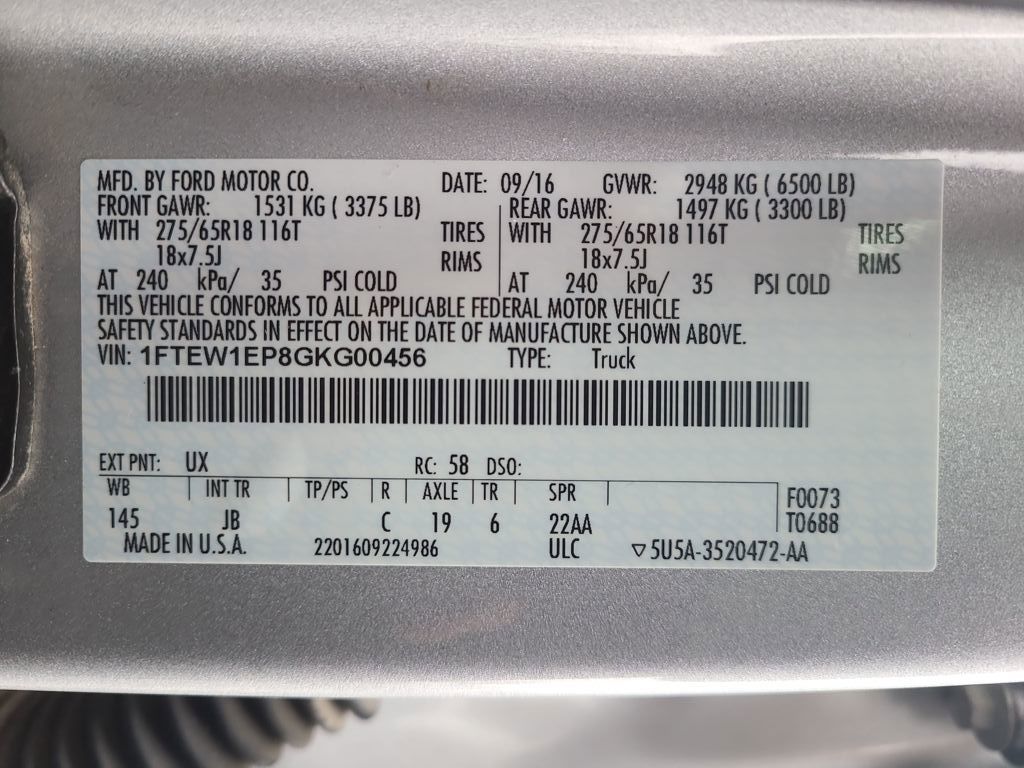 MFD. BY FORD MOTOR CO. DATE: 09/16 GVWR: 2948 KG ( 6500 LB)
FRONT GAWR: 1531 KG ( 3375 LB) REAR GAWR: 1497 KG ( 3300 LB)
WITH 275/65R18 116T TIRES WITH 275/65R18 116T TIRES
18x7.5J RIMS 18x7.5J RIMS
AT 240 kPa/ 35 PSI COLD AT 240 kPa/ 35 PSI COLD
THIS VEHICLE CONFORMS TO ALL APPLICABLE FEDERAL MOTOR VEHICLE
SAFETY STANDARDS IN EFFECT ON THE DATE OF MANUFACTURE SHOWN ABOVE.
VIN: 1FTEW1EP8GKG00456 TYPE: Truck
EXT PNT: UX RC: 58 DSO:
WB INT TR TP/PS R AXLE TR SPR F0073
145 JB C 19 6 22AA T0688
MADE IN U.S.A. 2201609224986 ULC ▽5U5A-3520472-AA